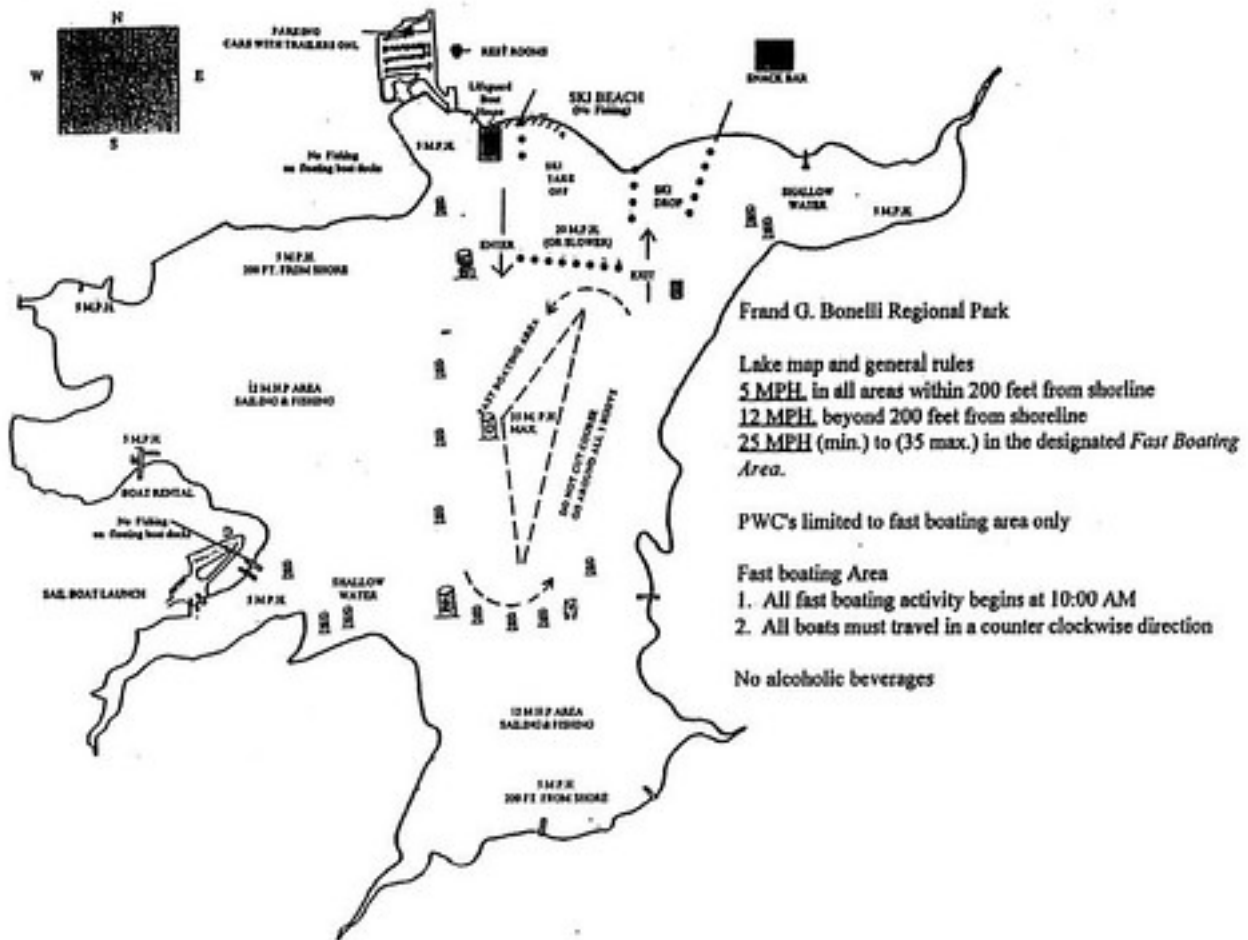 N
W
E
S
PARKING
CARS WITH TRAILERS ONL
REST ROOMS
Lifeguard
Boat
House
SKI BEACH
(No Fishing)
SNACK BAR
No Fishing
on floating boat docks
5 M.P.H.
SKI
TAKE
OFF
SKI
DROP
SHALLOW
WATER
5 M.P.H.
20 M.P.H.
(OR SLOWER)
ENTER
EXIT
5 M.P.H.
200 FT. FROM SHORE
5 M.P.H.
FAST BOATING AREA
35 M.P.H.
MAX.
DO NOT CUT COURSE
GO AROUND ALL 3 BUOYS
12 M.H.P AREA
SAILING & FISHING
5 M.P.H.
BOAT RENTAL
No Fishing
on floating boat docks
SAIL BOAT LAUNCH
5 M.P.H.
SHALLOW
WATER
12 M.H.P AREA
SAILING & FISHING
5 M.P.H.
200 FT FROM SHORE
Frand G. Bonelli Regional Park
Lake map and general rules
5 MPH. in all areas within 200 feet from shorline
12 MPH. beyond 200 feet from shoreline
25 MPH (min.) to (35 max.) in the designated Fast Boating
Area.
PWC's limited to fast boating area only
Fast boating Area
1. All fast boating activity begins at 10:00 AM
2. All boats must travel in a counter clockwise direction
No alcoholic beverages